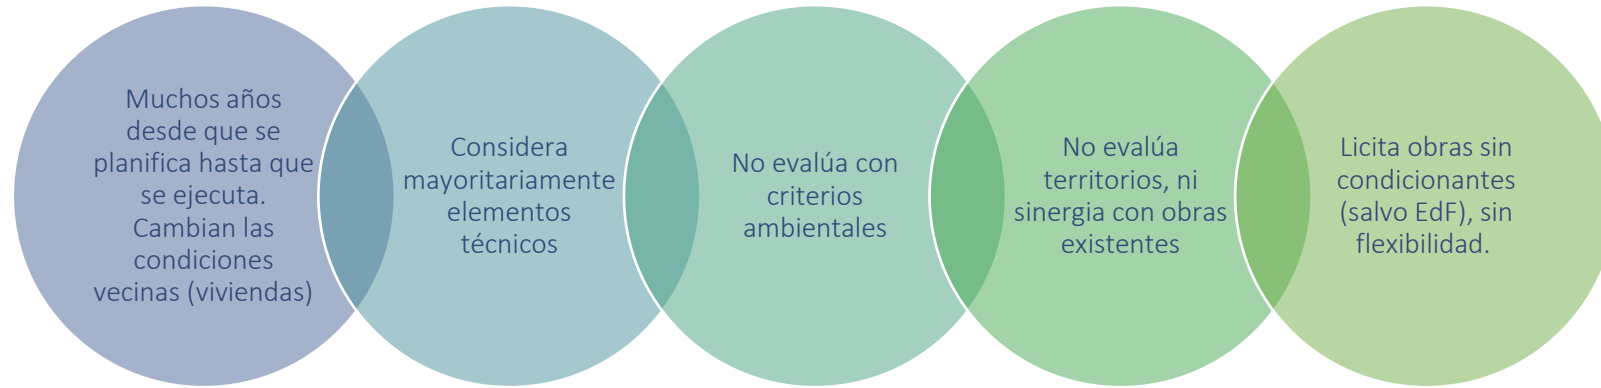 Muchos años
desde que se
planifica hasta que
se ejecuta.
Cambian las
condiciones
vecinas (viviendas)
Considera
mayoritariamente
elementos
técnicos
No evalúa con
criterios
ambientales
No evalúa
territorios, ni
sinergia con obras
existentes
Licita obras sin
condicionantes
(salvo EdF), sin
flexibilidad.